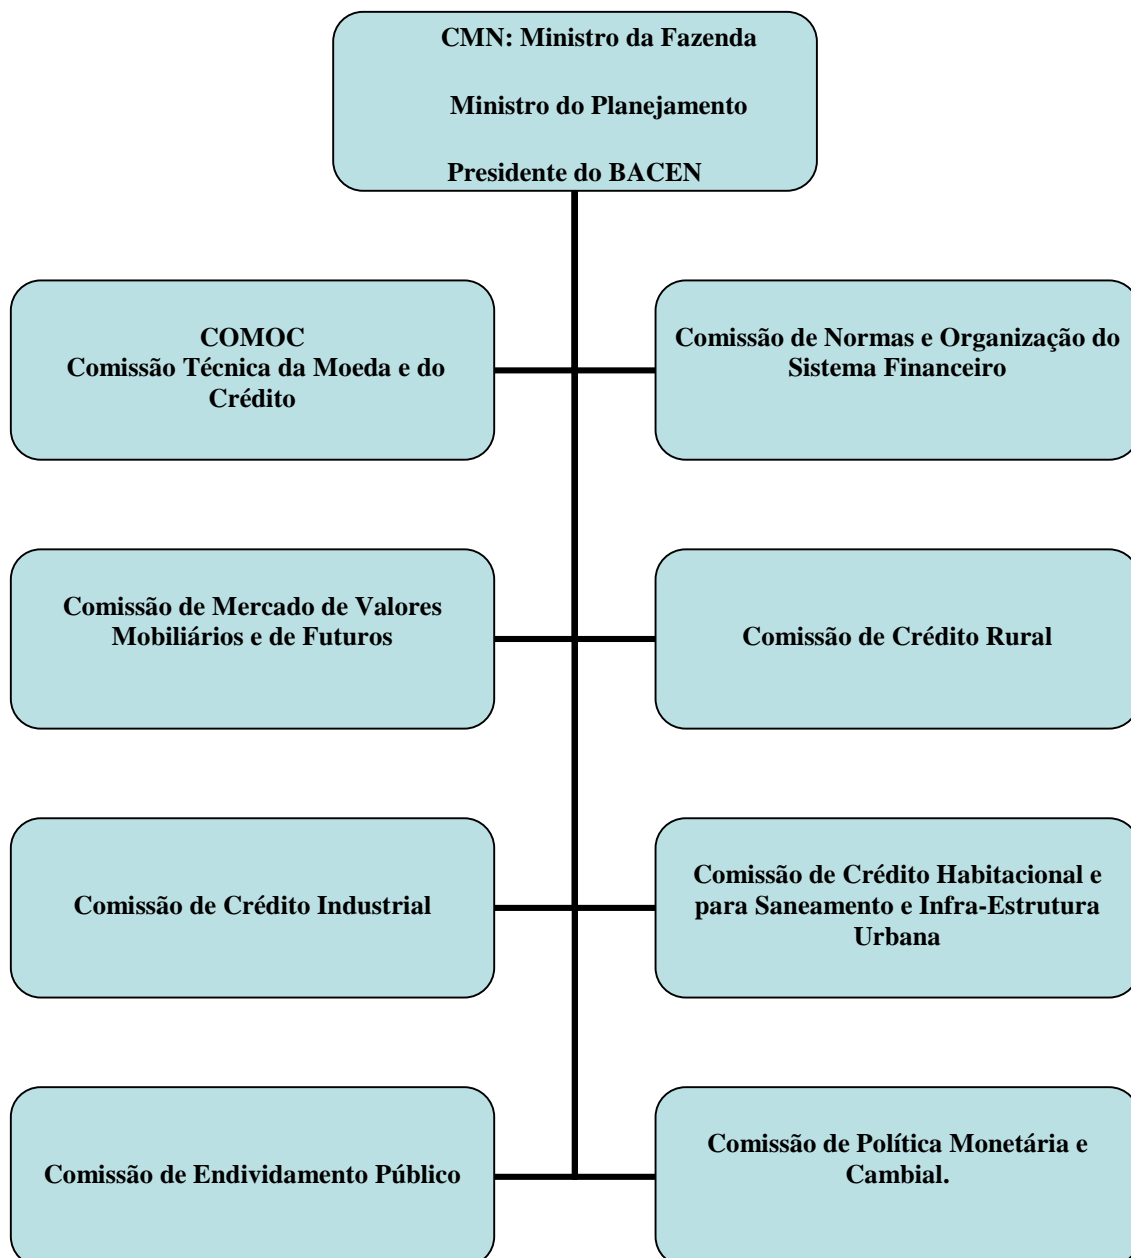 CMN: Ministro da Fazenda
Ministro do Planejamento
Presidente do BACEN
COMOC
Comissão Técnica da Moeda e do
Crédito
Comissão de Normas e Organização do
Sistema Financeiro
Comissão de Mercado de Valores
Mobiliários e de Futuros
Comissão de Crédito Rural
Comissão de Crédito Industrial
Comissão de Crédito Habitacional e
para Saneamento e Infra-Estrutura
Urbana
Comissão de Endividamento Público
Comissão de Política Monetária e
Cambial.